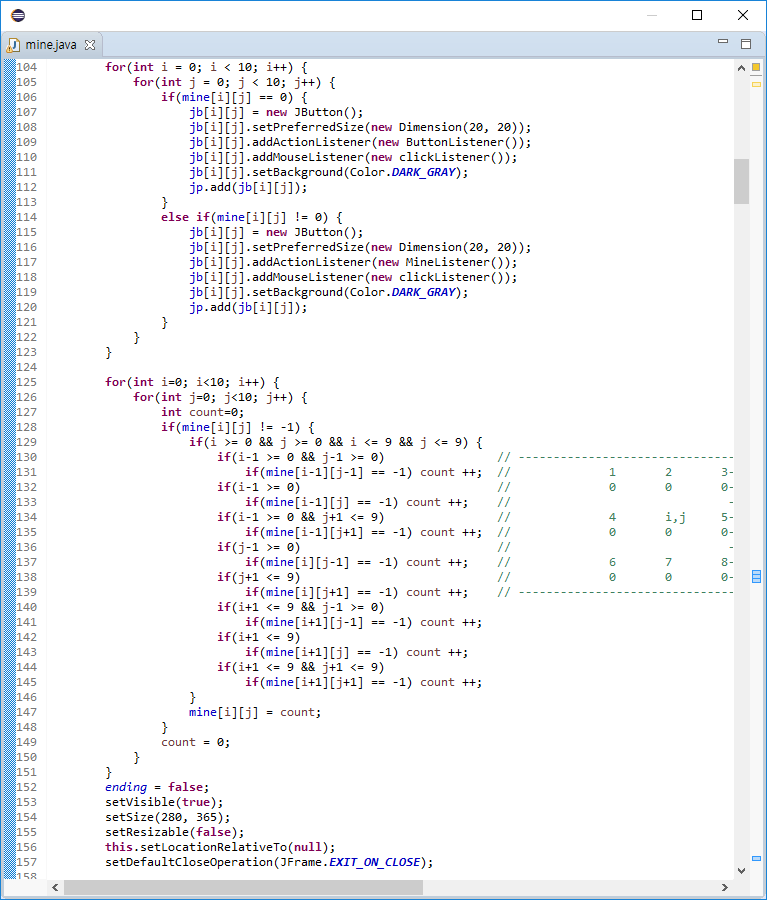 mine.java
104 for(int i = 0; i < 10; i++) {
105 for(int j = 0; j < 10; j++) {
106 if(mine[i][j] == 0) {
107 jb[i][j] = new JButton();
108 jb[i][j].setPreferredSize(new Dimension(20, 20));
109 jb[i][j].addActionListener(new ButtonListener());
110 jb[i][j].addMouseListener(new clickListener());
111 jb[i][j].setBackground(Color.DARK_GRAY);
112 jp.add(jb[i][j]);
113 }
114 else if(mine[i][j] != 0) {
115 jb[i][j] = new JButton();
116 jb[i][j].setPreferredSize(new Dimension(20, 20));
117 jb[i][j].addActionListener(new MineListener());
118 jb[i][j].addMouseListener(new clickListener());
119 jb[i][j].setBackground(Color.DARK_GRAY);
120 jp.add(jb[i][j]);
121 }
122 }
123 }
124
125 for(int i=0; i<10; i++) {
126 for(int j=0; j<10; j++) {
127 int count=0;
128 if(mine[i][j] != -1) {
129 if(i >= 0 && j >= 0 && i <= 9 && j <= 9) {
130 if(i-1 >= 0 && j-1 >= 0) // -------------------------------
131 if(mine[i-1][j-1] == -1) count ++; // 1 2 3-
132 if(i-1 >= 0) // 0 0 0-
133 if(mine[i-1][j] == -1) count ++; // -
134 if(i-1 >= 0 && j+1 <= 9) // 4 i,j 5-
135 if(mine[i-1][j+1] == -1) count ++; // 0 0 0-
136 if(j-1 >= 0) // -
137 if(mine[i][j-1] == -1) count ++; // 6 7 8-
138 if(j+1 <= 9) // 0 0 0-
139 if(mine[i][j+1] == -1) count ++; // -------------------------------
140 if(i+1 <= 9 && j-1 >= 0)
141 if(mine[i+1][j-1] == -1) count ++;
142 if(i+1 <= 9)
143 if(mine[i+1][j] == -1) count ++;
144 if(i+1 <= 9 && j+1 <= 9)
145 if(mine[i+1][j+1] == -1) count ++;
146 }
147 mine[i][j] = count;
148 }
149 count = 0;
150 }
151 }
152 ending = false;
153 setVisible(true);
154 setSize(280, 365);
155 setResizable(false);
156 this.setLocationRelativeTo(null);
157 setDefaultCloseOperation(JFrame.EXIT_ON_CLOSE);
158